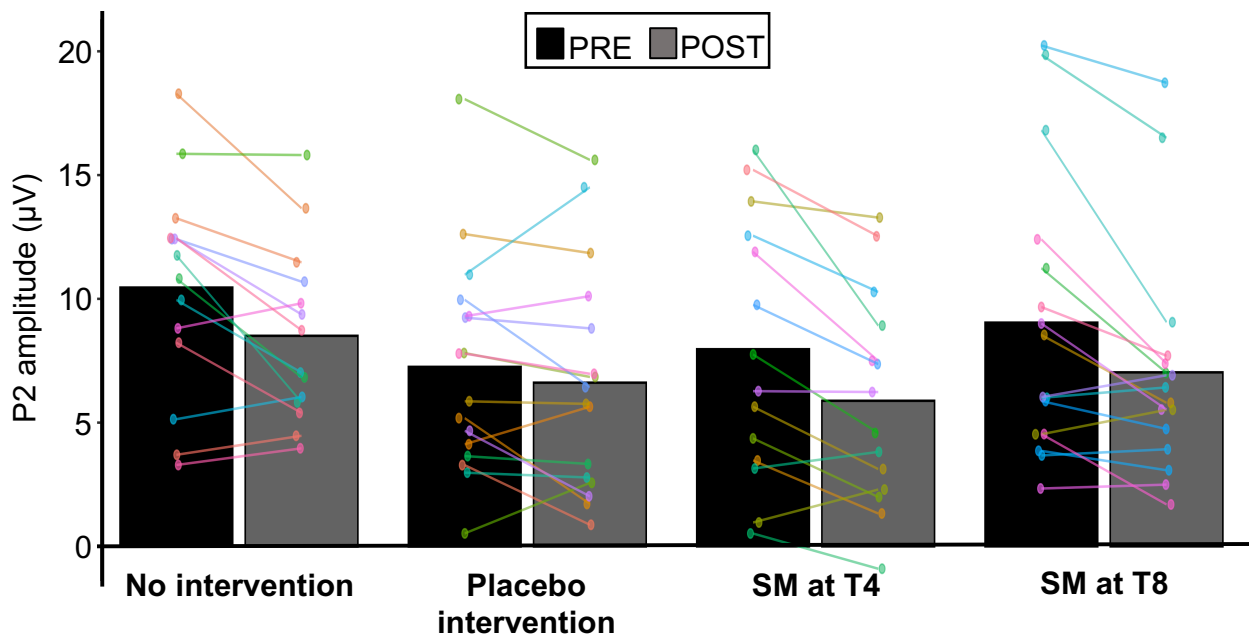 PRE POST
P2 amplitude (µV)
20
15
10
5
0
No intervention
Placebo
intervention
SM at T4
SM at T8